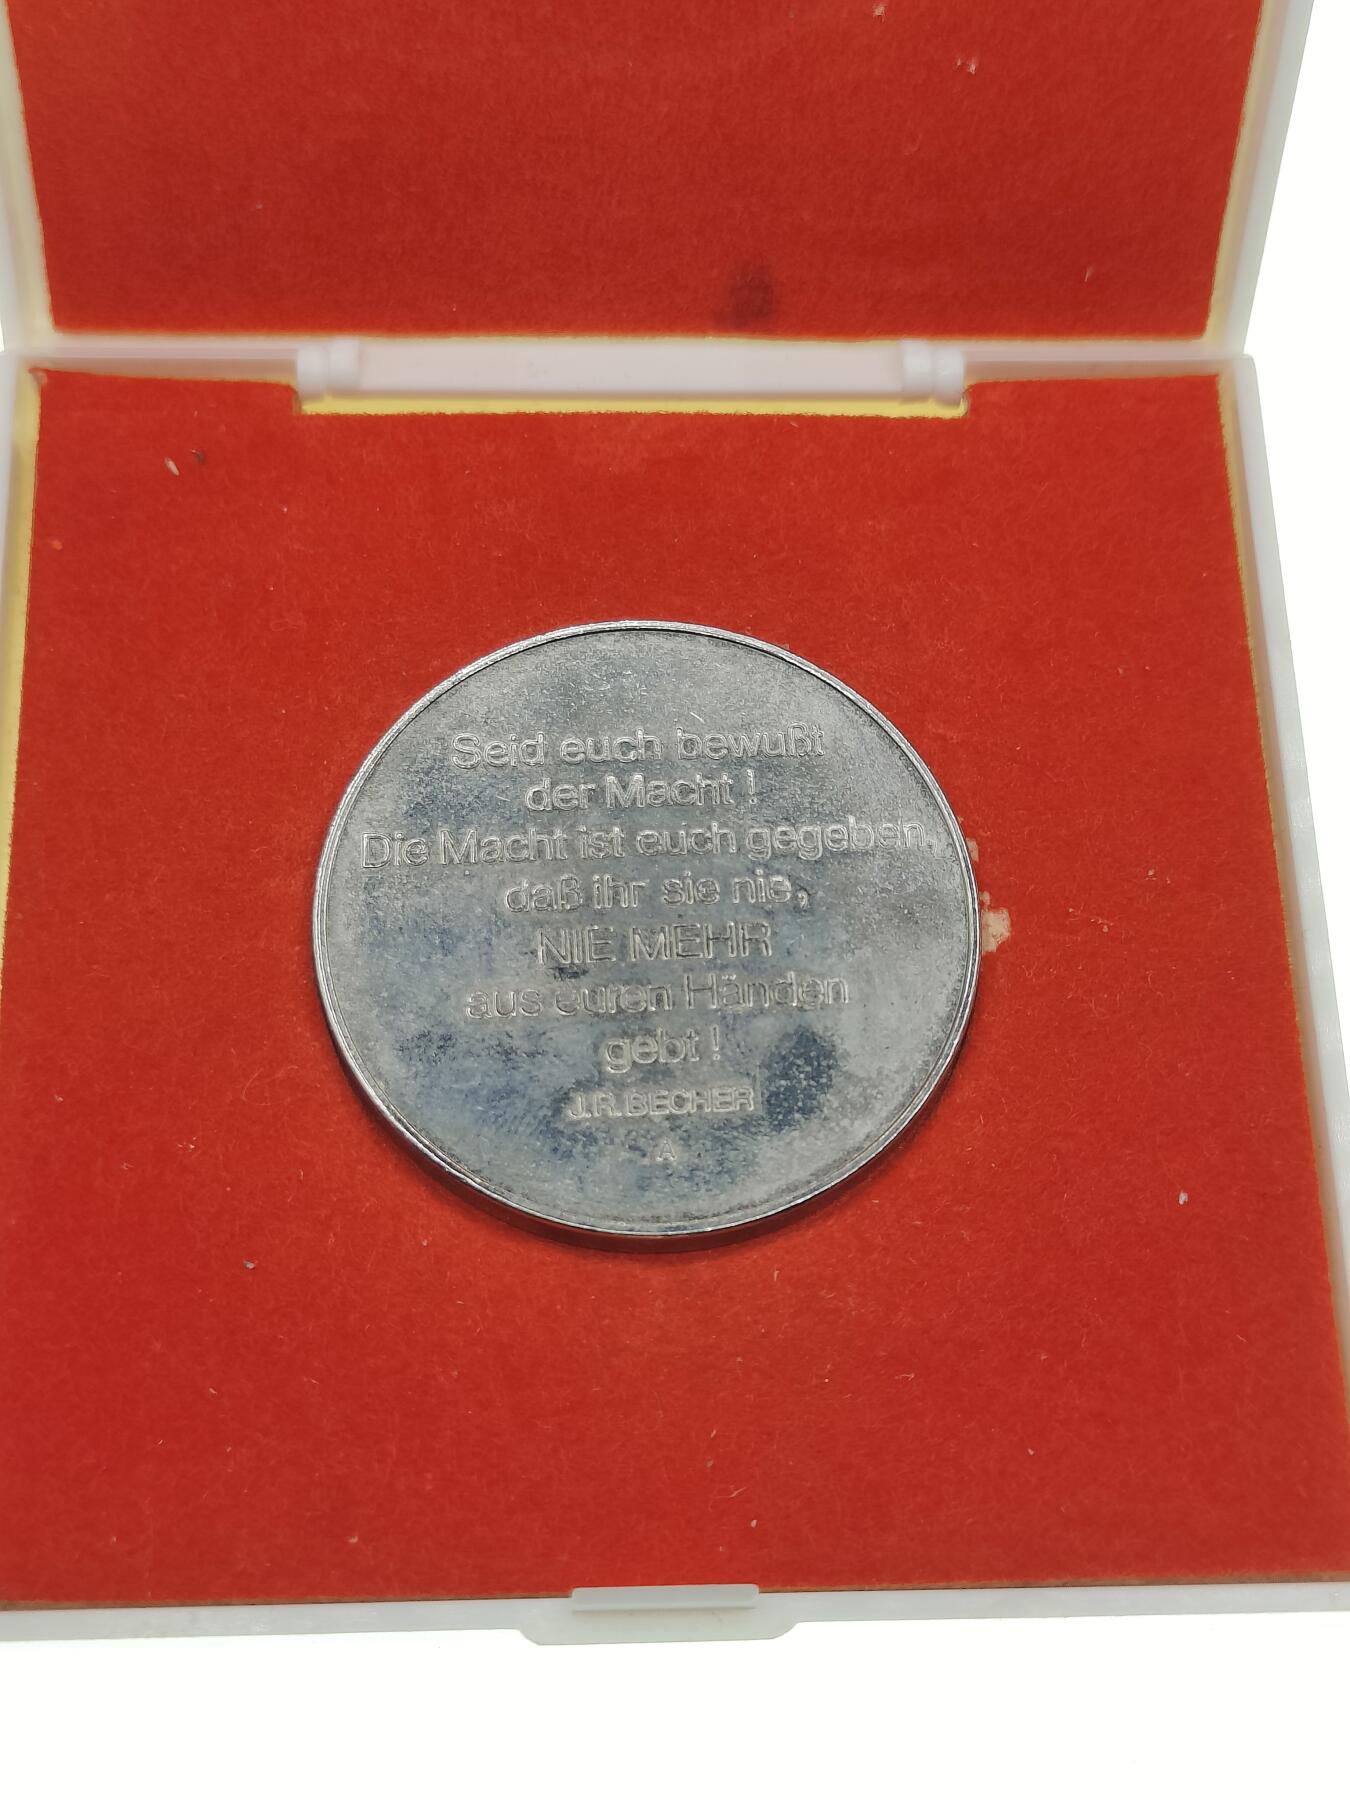 Seid euch bewußt
der Macht !
Die Macht ist euch gegeben,
daß ihr sie nie,
NIE MEHR
aus euren Händen
gebt !
J.R. BECHER
A